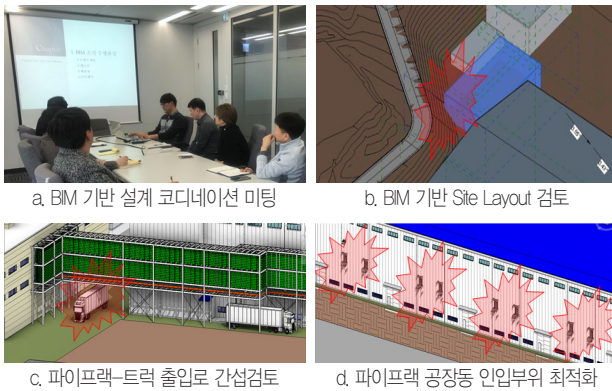 a. BIM 기반 설계 코디네이션 미팅
b. BIM 기반 Site Layout 검토
c. 파이프랙-트럭 출입로 간섭검토
d. 파이프랙 공장동 인입부위 최적화